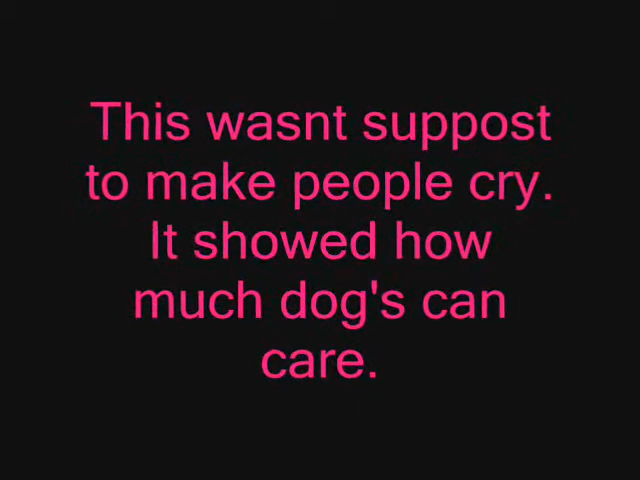 This wasnt suppost
to make people cry.
It showed how
much dog's can
care.